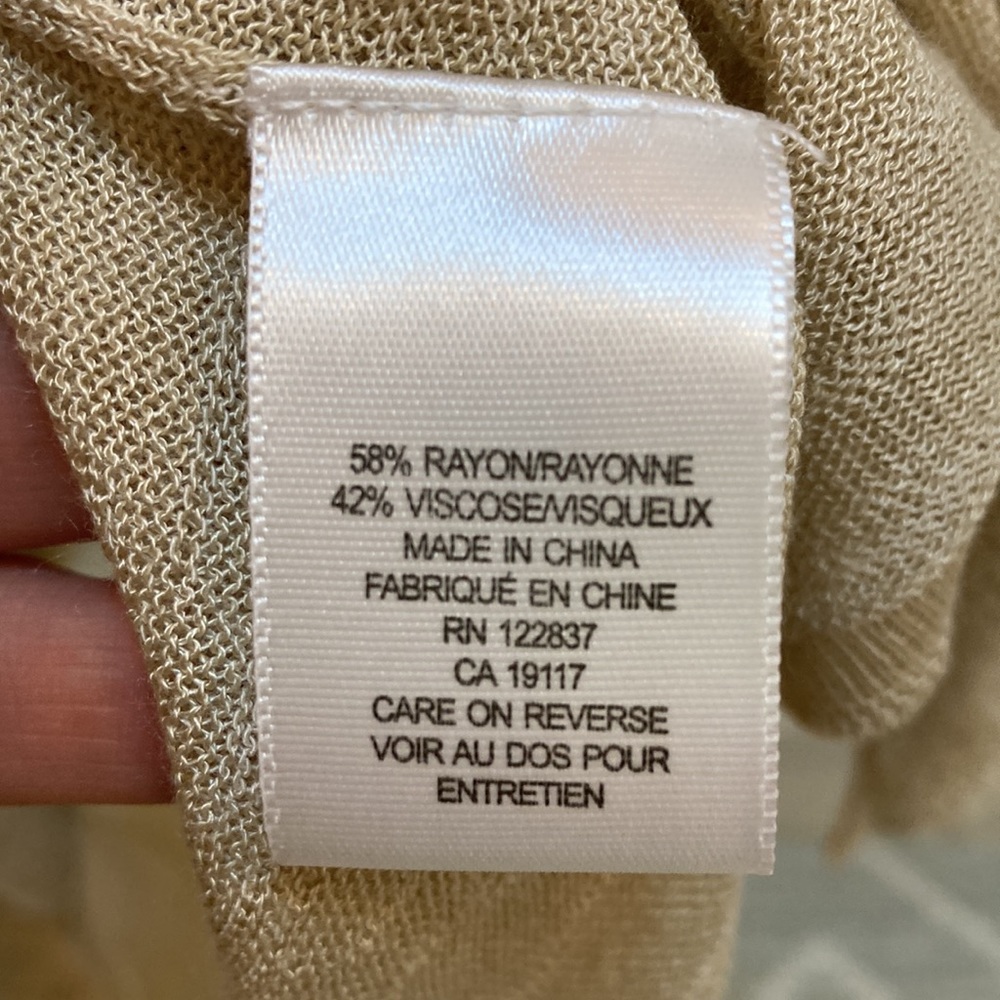 58% RAYON/RAYONNE
42% VISCOSE/VISQUEUX
MADE IN CHINA
FABRIQUÉ EN CHINE
RN 122837
CA 19117
CARE ON REVERSE
VOIR AU DOS POUR
ENTRETIEN